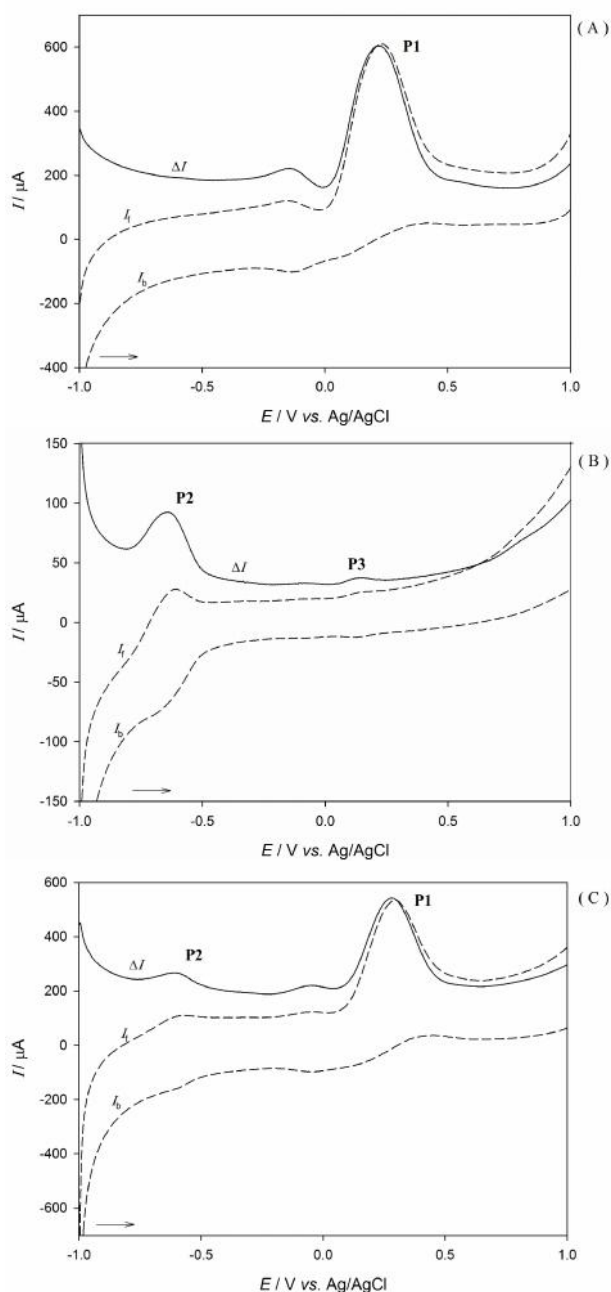 ( A )
P1
600
400
ΔI
200
I / μA
If
0
Ib
-200
-400
-1.0 -0.5 0.0 0.5 1.0
E / V vs. Ag/AgCl
( B )
150
100
P2
50
ΔI
P3
I / μA
0
If
-50
Ib
-100
-150
-1.0 -0.5 0.0 0.5 1.0
E / V vs. Ag/AgCl
( C )
600
P1
400
P2
ΔI
200
I / μA
If
0
Ib
-200
-400
-600
-1.0 -0.5 0.0 0.5 1.0
E / V vs. Ag/AgCl